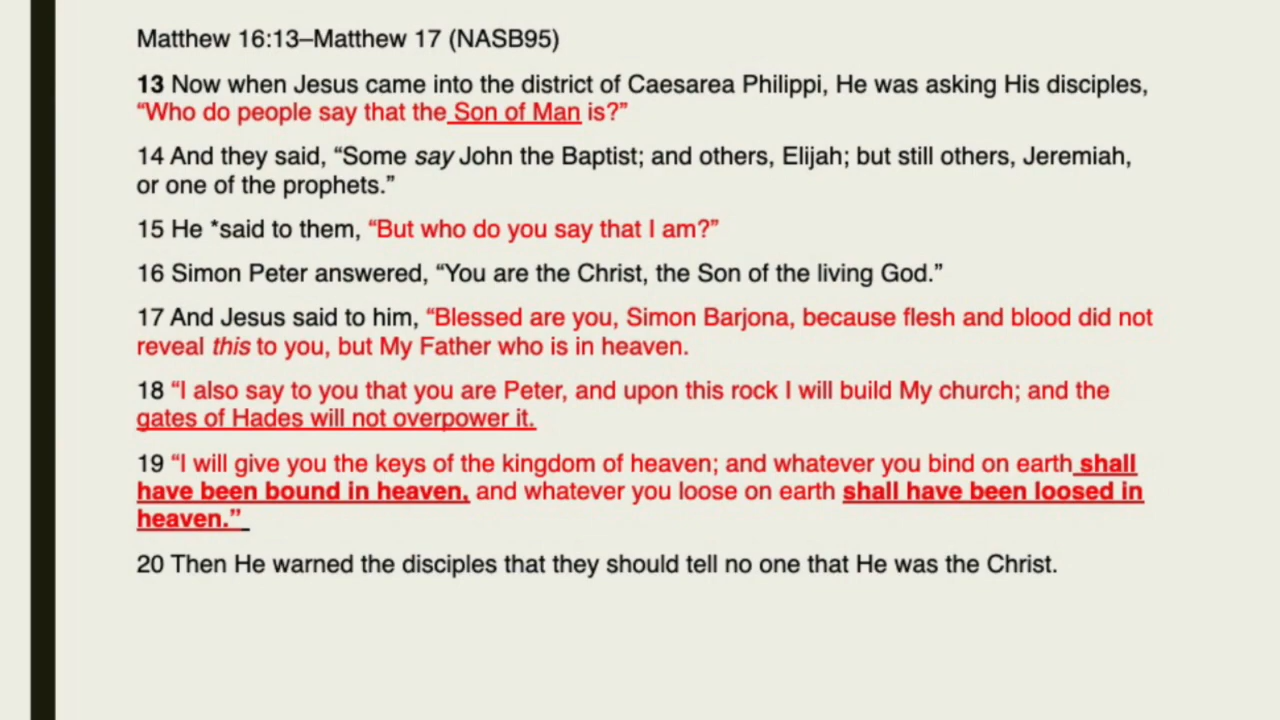 Matthew 16:13–Matthew 17 (NASB95)
13 Now when Jesus came into the district of Caesarea Philippi, He was asking His disciples,
“Who do people say that the Son of Man is?”
14 And they said, “Some say John the Baptist; and others, Elijah; but still others, Jeremiah,
or one of the prophets.”
15 He *said to them, “But who do you say that I am?”
16 Simon Peter answered, “You are the Christ, the Son of the living God.”
17 And Jesus said to him, “Blessed are you, Simon Barjona, because flesh and blood did not
reveal this to you, but My Father who is in heaven.
18 “I also say to you that you are Peter, and upon this rock I will build My church; and the
gates of Hades will not overpower it.
19 “I will give you the keys of the kingdom of heaven; and whatever you bind on earth shall
have been bound in heaven, and whatever you loose on earth shall have been loosed in
heaven.”
20 Then He warned the disciples that they should tell no one that He was the Christ.